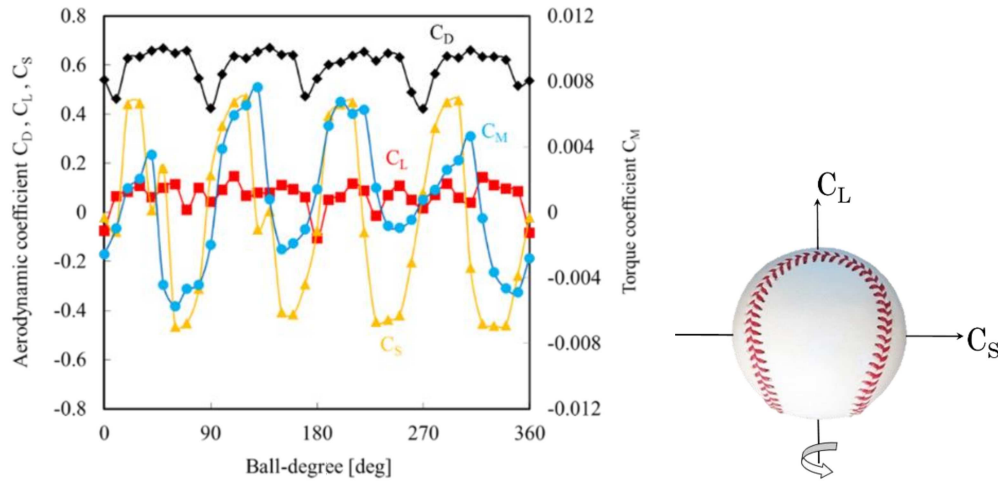 Aerodynamic coefficient C_D , C_L , C_S
0.8
0.6
0.4
0.2
0
-0.2
-0.4
-0.6
-0.8
C_D
C_L
C_M
C_S
0.012
0.008
0.004
0
-0.004
-0.008
-0.012
Torque coefficient C_M
0 90 180 270 360
Ball-degree [deg]
C_L
C_S